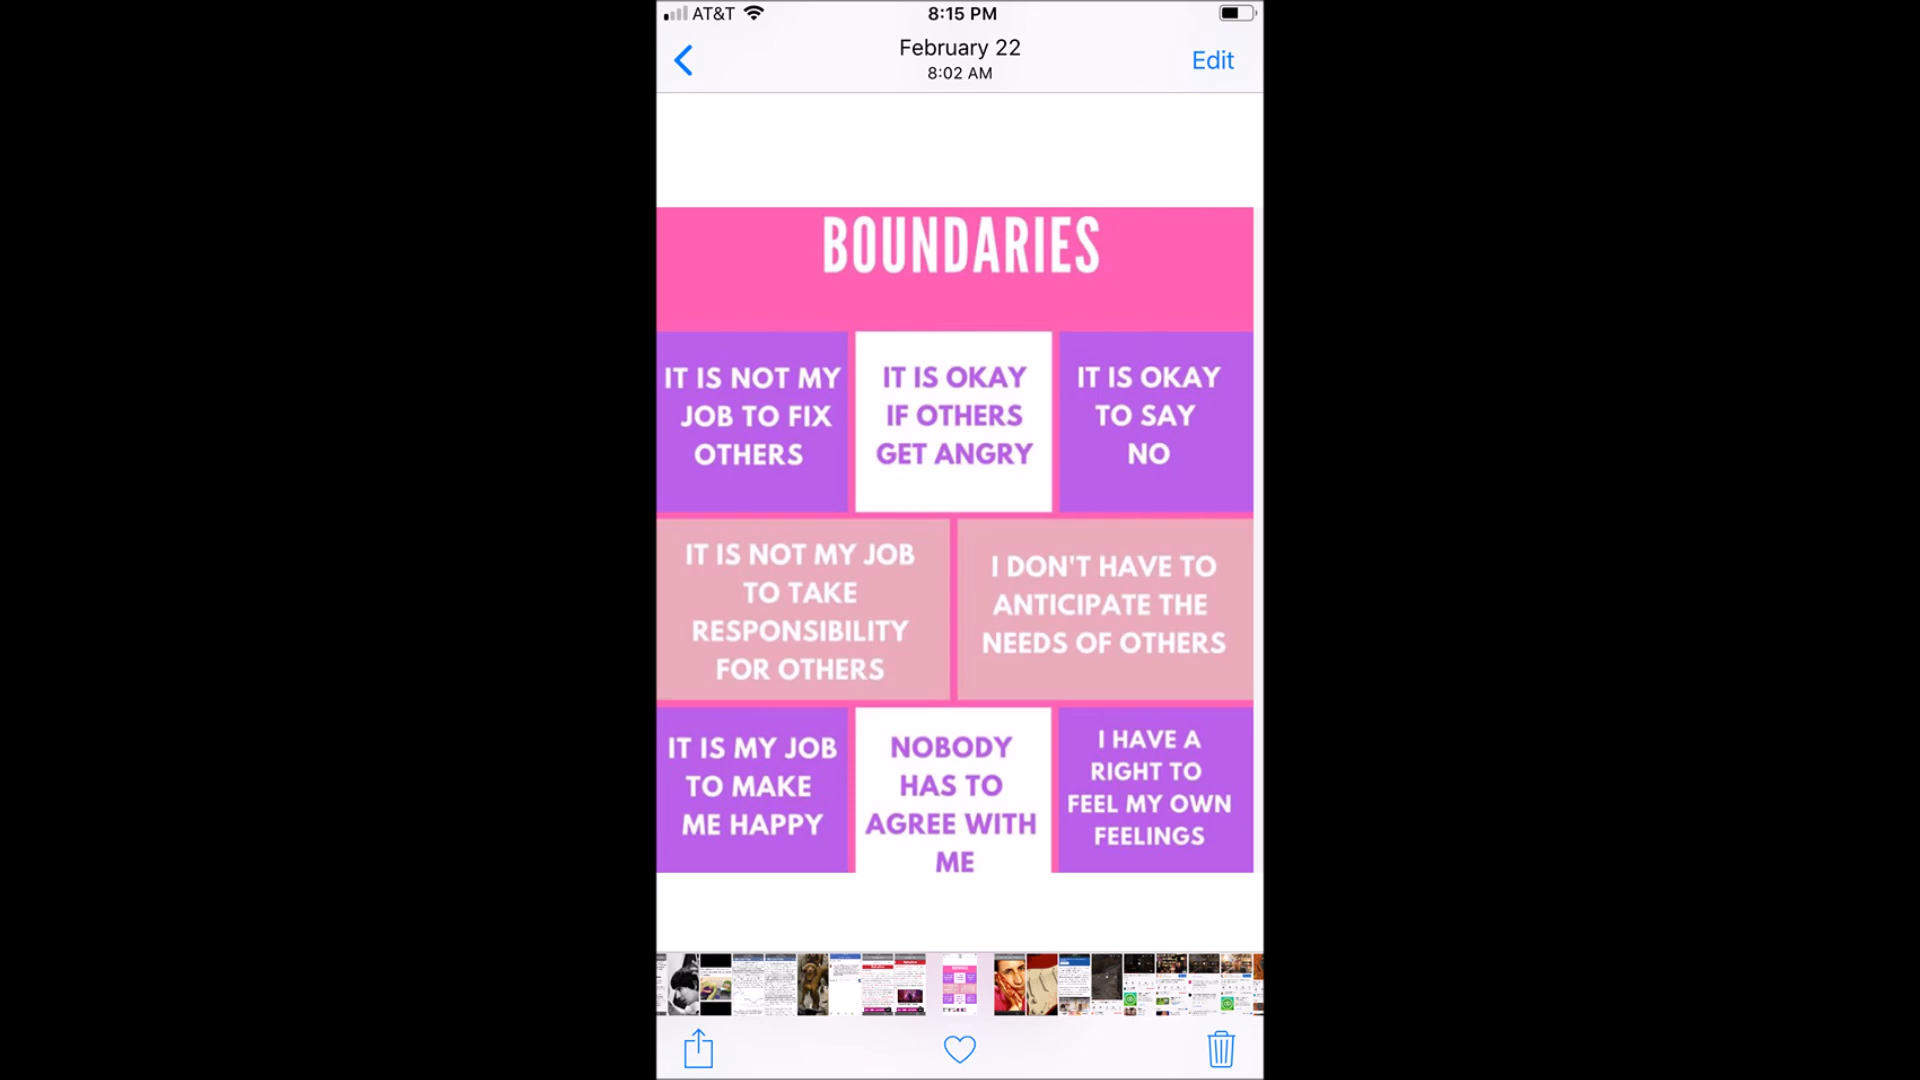 AT&T
8:15 PM
February 22
8:02 AM
Edit
BOUNDARIES
IT IS NOT MY
JOB TO FIX
OTHERS
IT IS OKAY
IF OTHERS
GET ANGRY
IT IS OKAY
TO SAY
NO
IT IS NOT MY JOB
TO TAKE
RESPONSIBILITY
FOR OTHERS
I DON'T HAVE TO
ANTICIPATE THE
NEEDS OF OTHERS
IT IS MY JOB
TO MAKE
ME HAPPY
NOBODY
HAS TO
AGREE WITH
ME
I HAVE A
RIGHT TO
FEEL MY OWN
FEELINGS